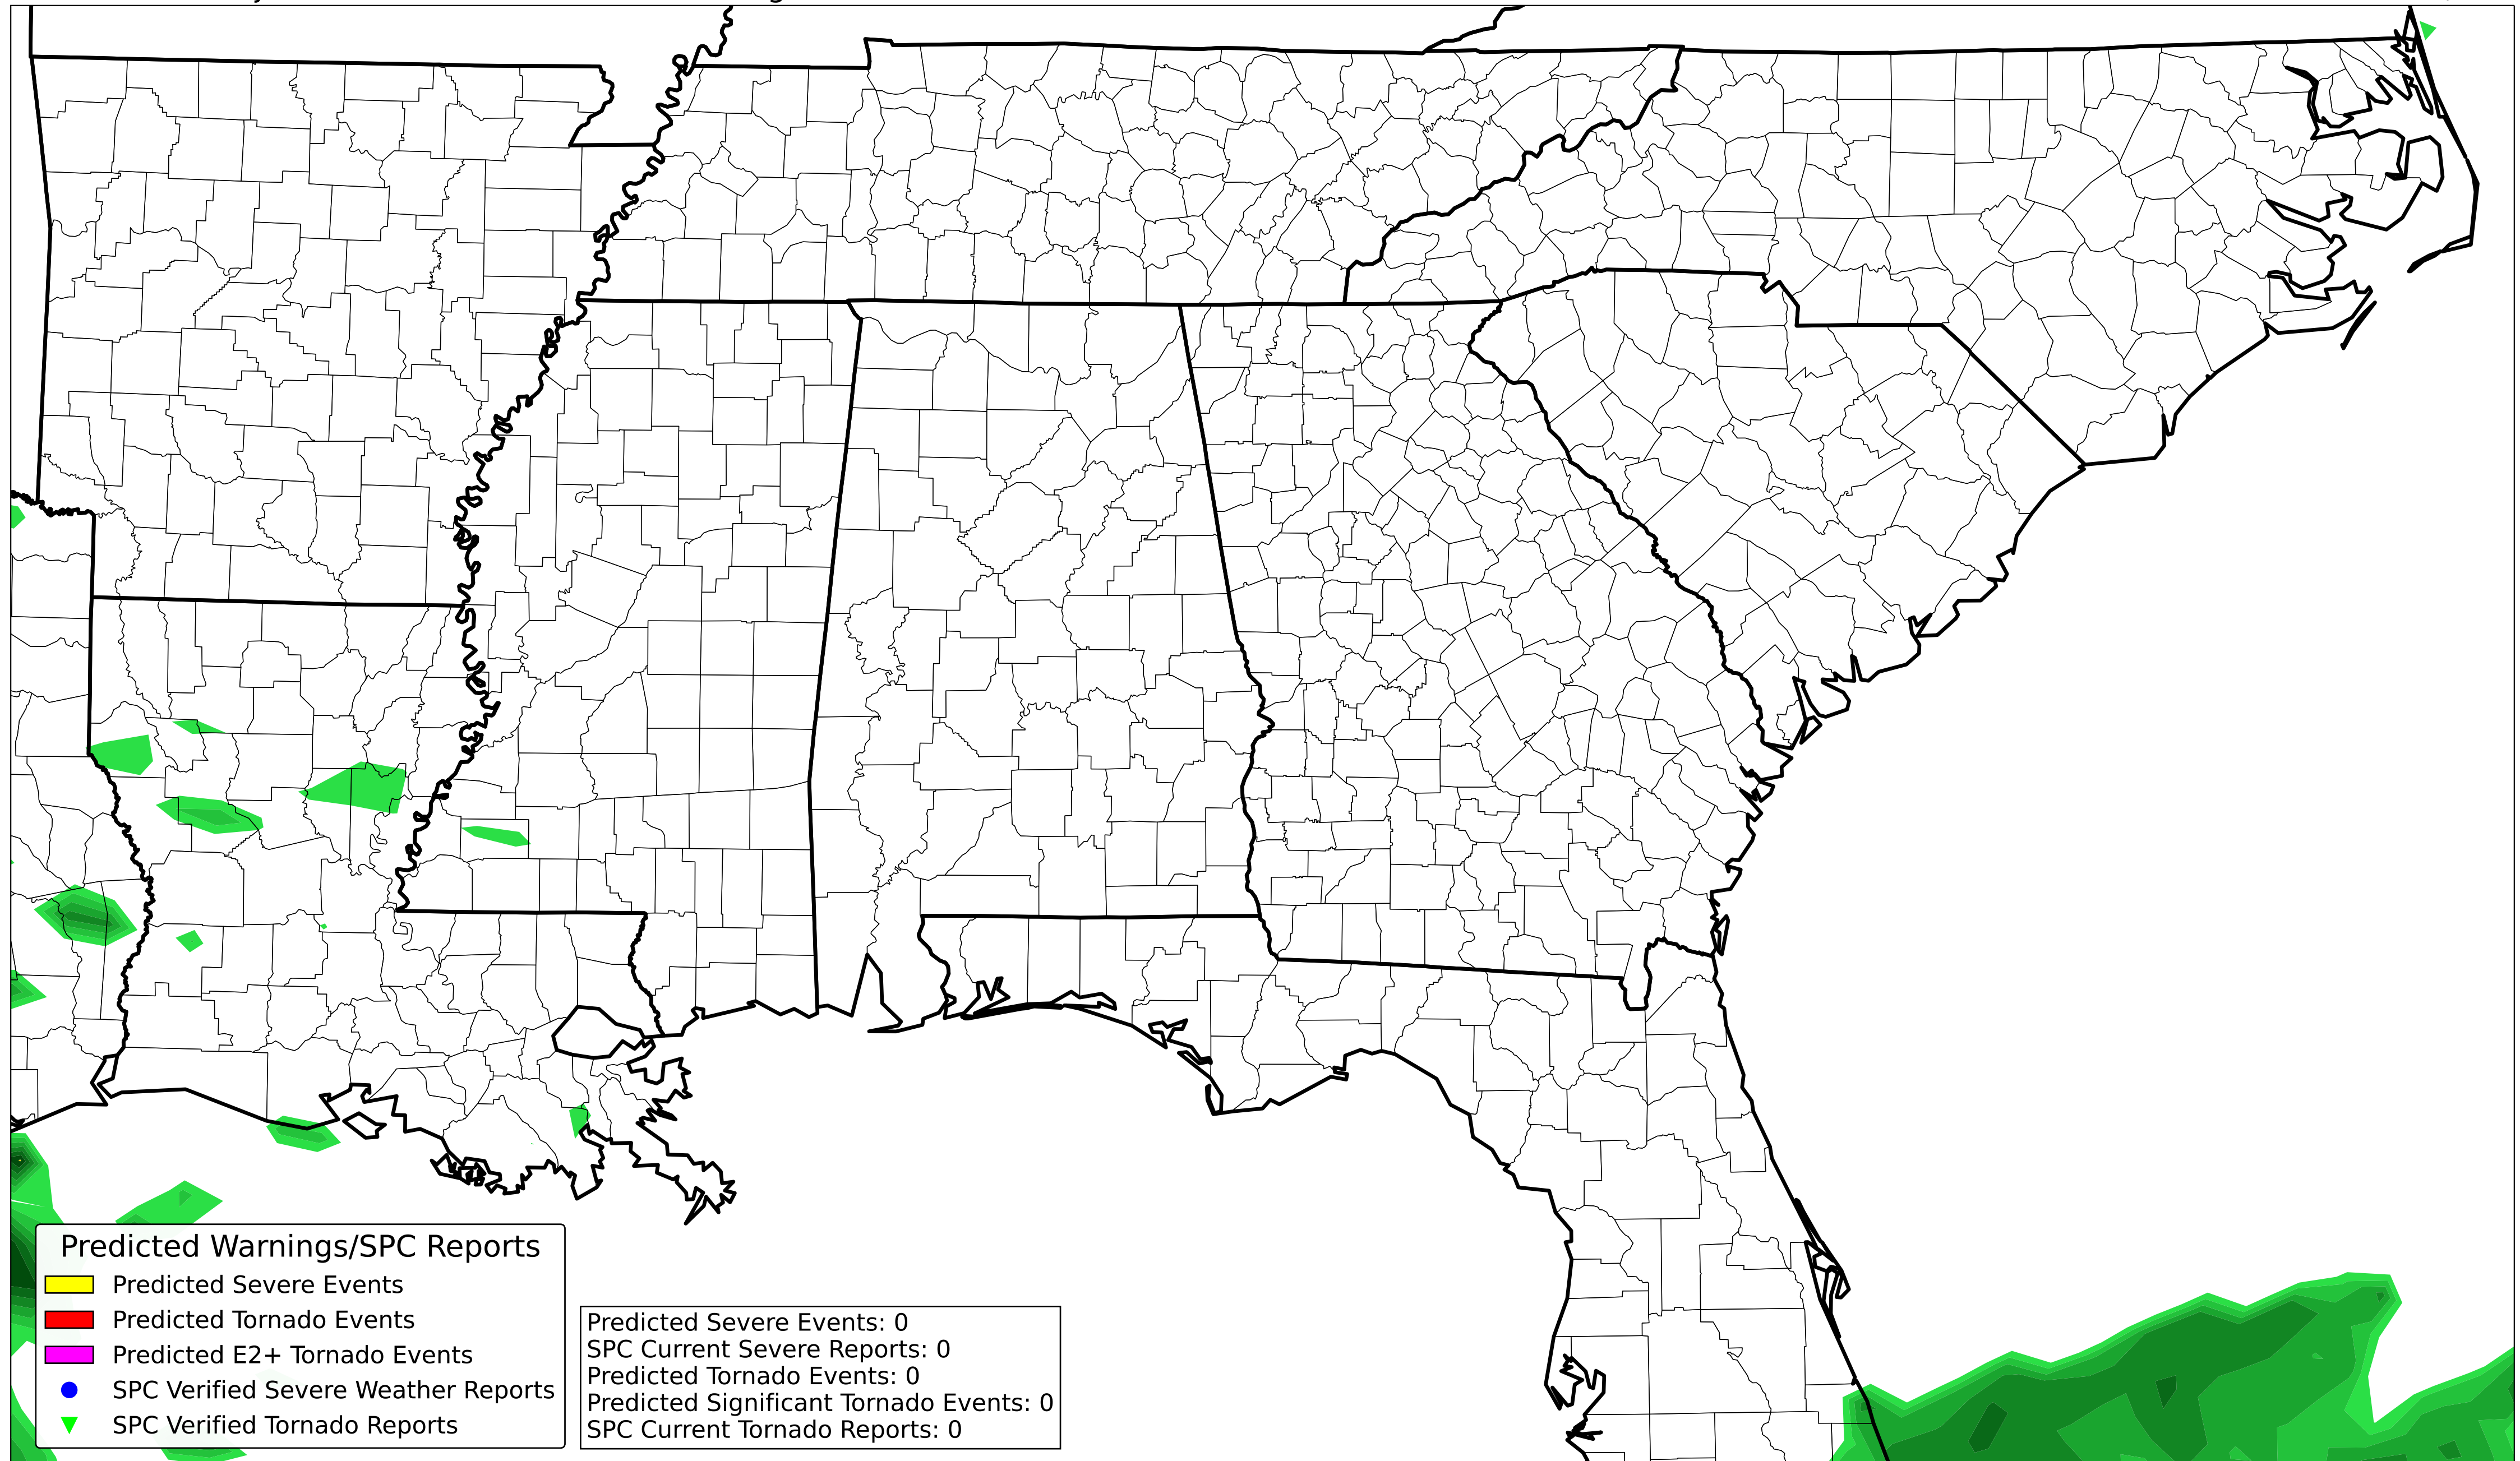 Predicted Warnings/SPC Reports
Predicted Severe Events
Predicted Tornado Events
Predicted E2+ Tornado Events
SPC Verified Severe Weather Reports
SPC Verified Tornado Reports
Predicted Severe Events: 0
SPC Current Severe Reports: 0
Predicted Tornado Events: 0
Predicted Significant Tornado Events: 0
SPC Current Tornado Reports: 0